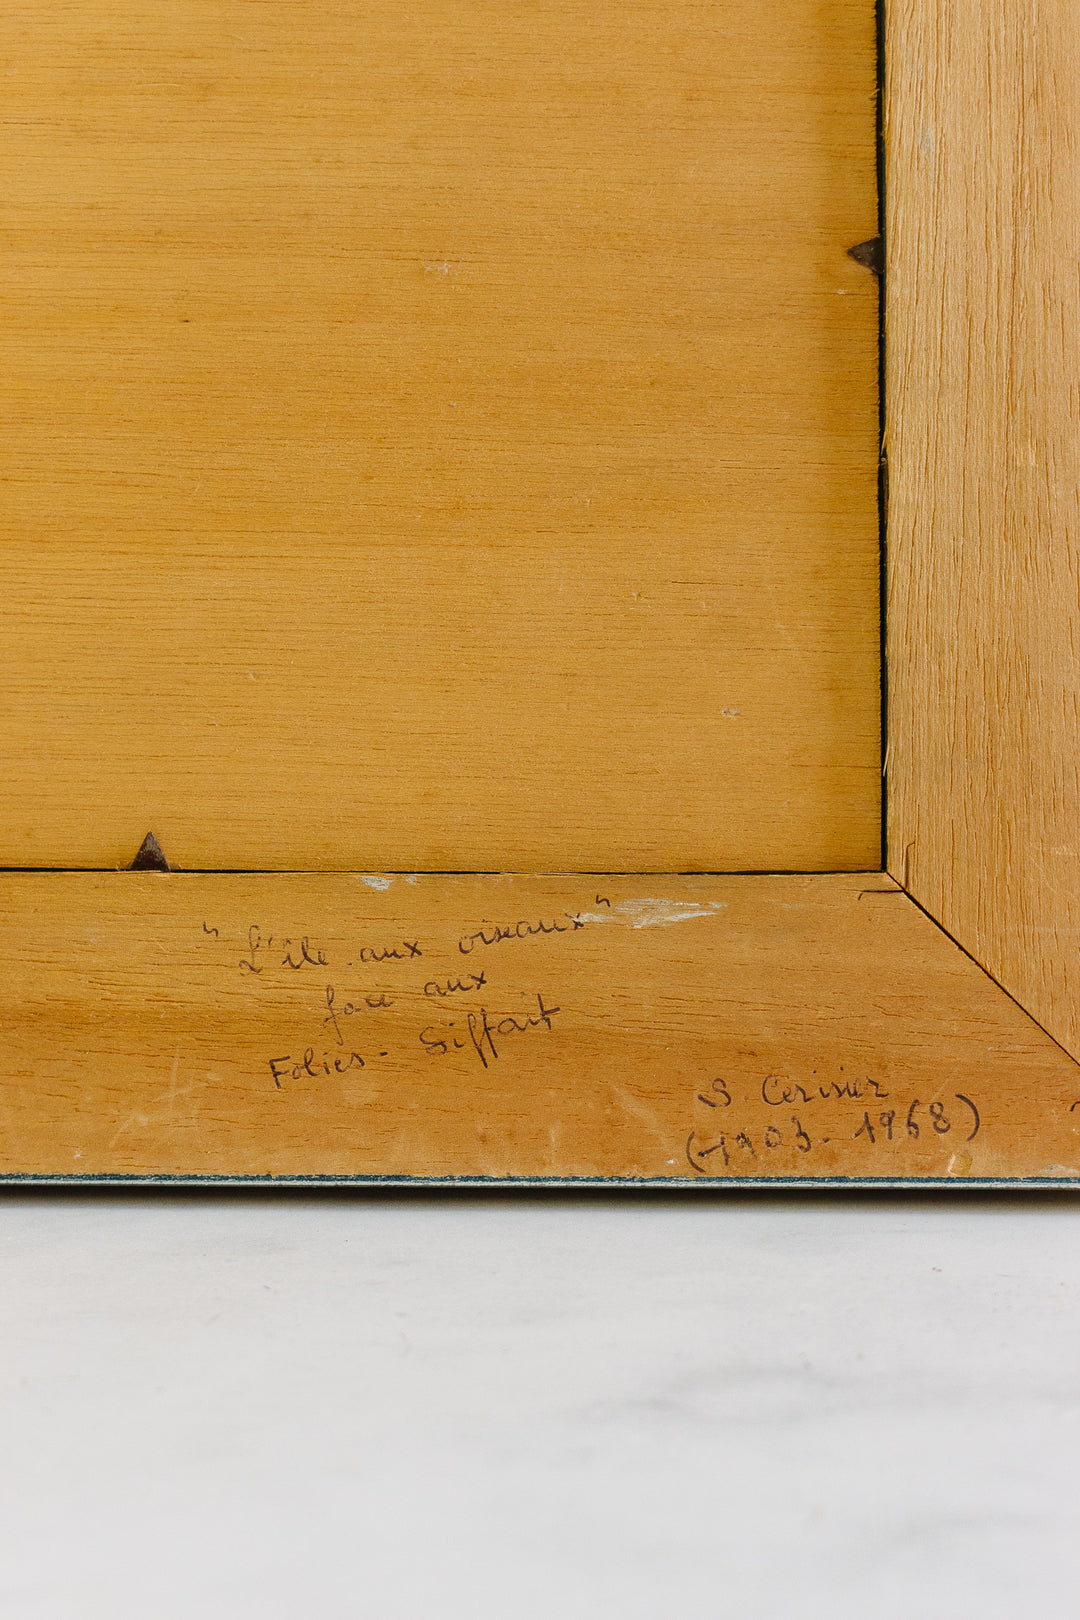 "L'île aux oiseaux"
face aux
Folies-Siffait
S. Cerisier
(1903-1968)